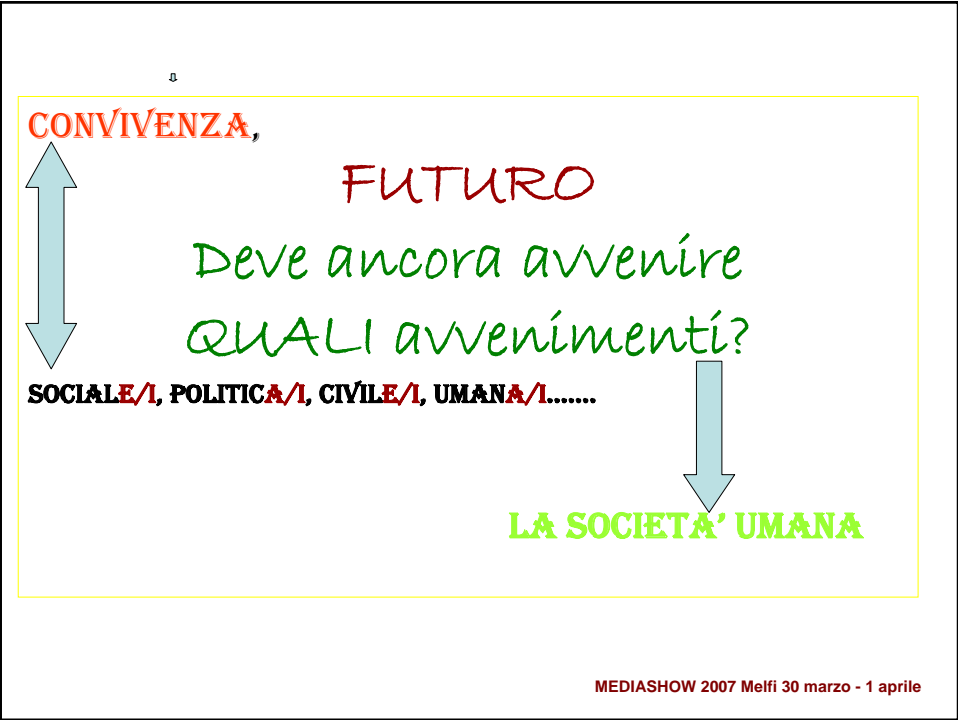 CONVIVENZA,
FUTURO
Deve ancora avvenire
QUALI avvenimenti?
SOCIALE/I, POLITICA/I, CIVILE/I, UMANA/I.......
LA SOCIETA’ UMANA
MEDIASHOW 2007 Melfi 30 marzo - 1 aprile